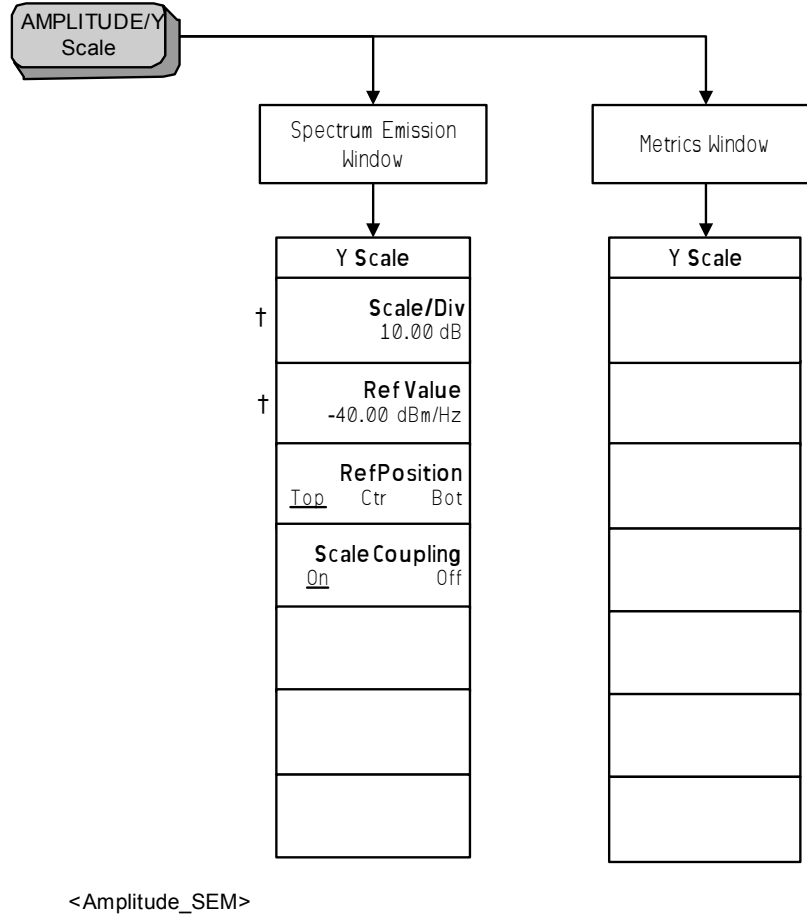 AMPLITUDE/Y
Scale
Spectrum Emission
Window
Metrics Window
Y Scale
Y Scale
† Scale/Div
10.00 dB
† Ref Value
-40.00 dBm/Hz
RefPosition
Top Ctr Bot
Scale Coupling
On Off
<Amplitude_SEM>